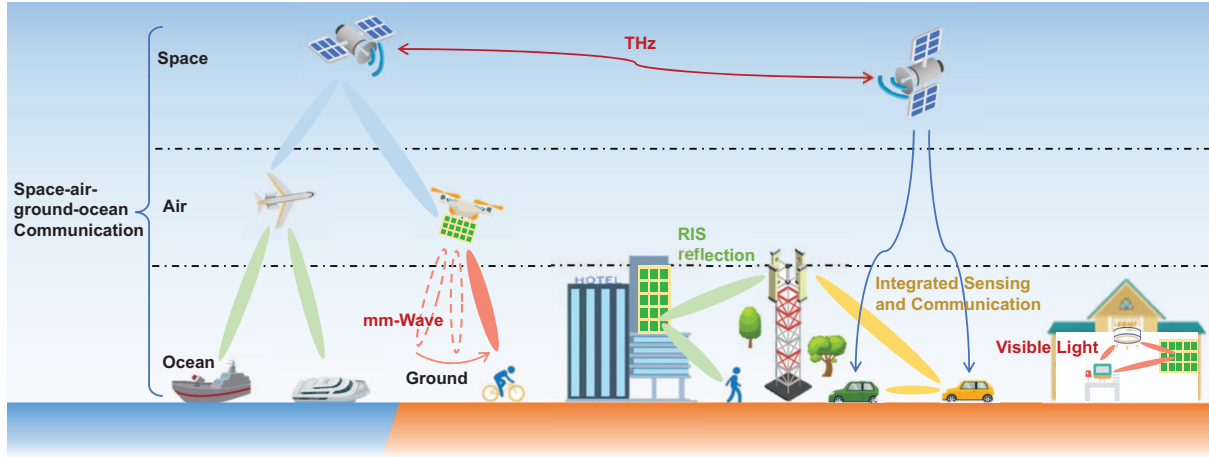 Space
THz
Space-air-
ground-ocean
Communication
Air
RIS
reflection
HOTEL
Integrated Sensing
and Communication
mm-Wave
Visible Light
Ocean
Ground